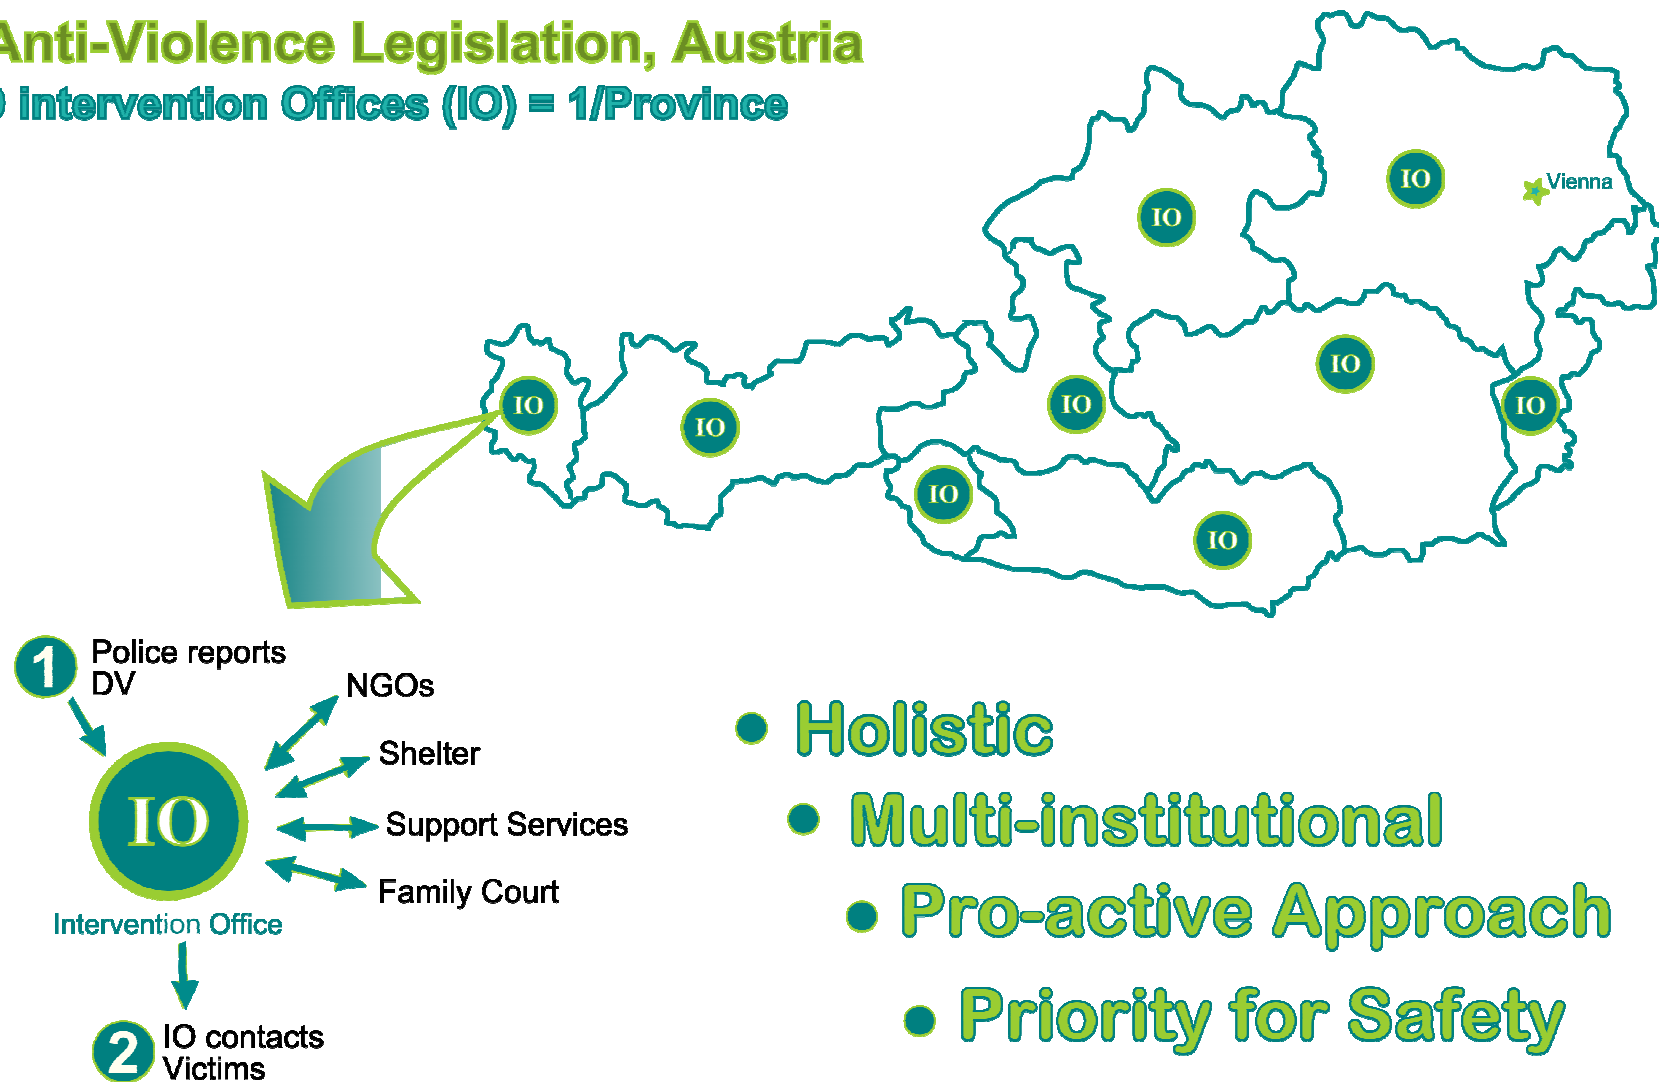 Anti-Violence Legislation, Austria
intervention Offices (IO) = 1/Province
IO
IO
Vienna
IO
IO
IO
IO
IO
IO
IO
1
Police reports
DV
NGOs
Shelter
IO
Support Services
Family Court
Intervention Office
2
IO contacts
Victims
• Holistic
• Multi-institutional
• Pro-active Approach
• Priority for Safety